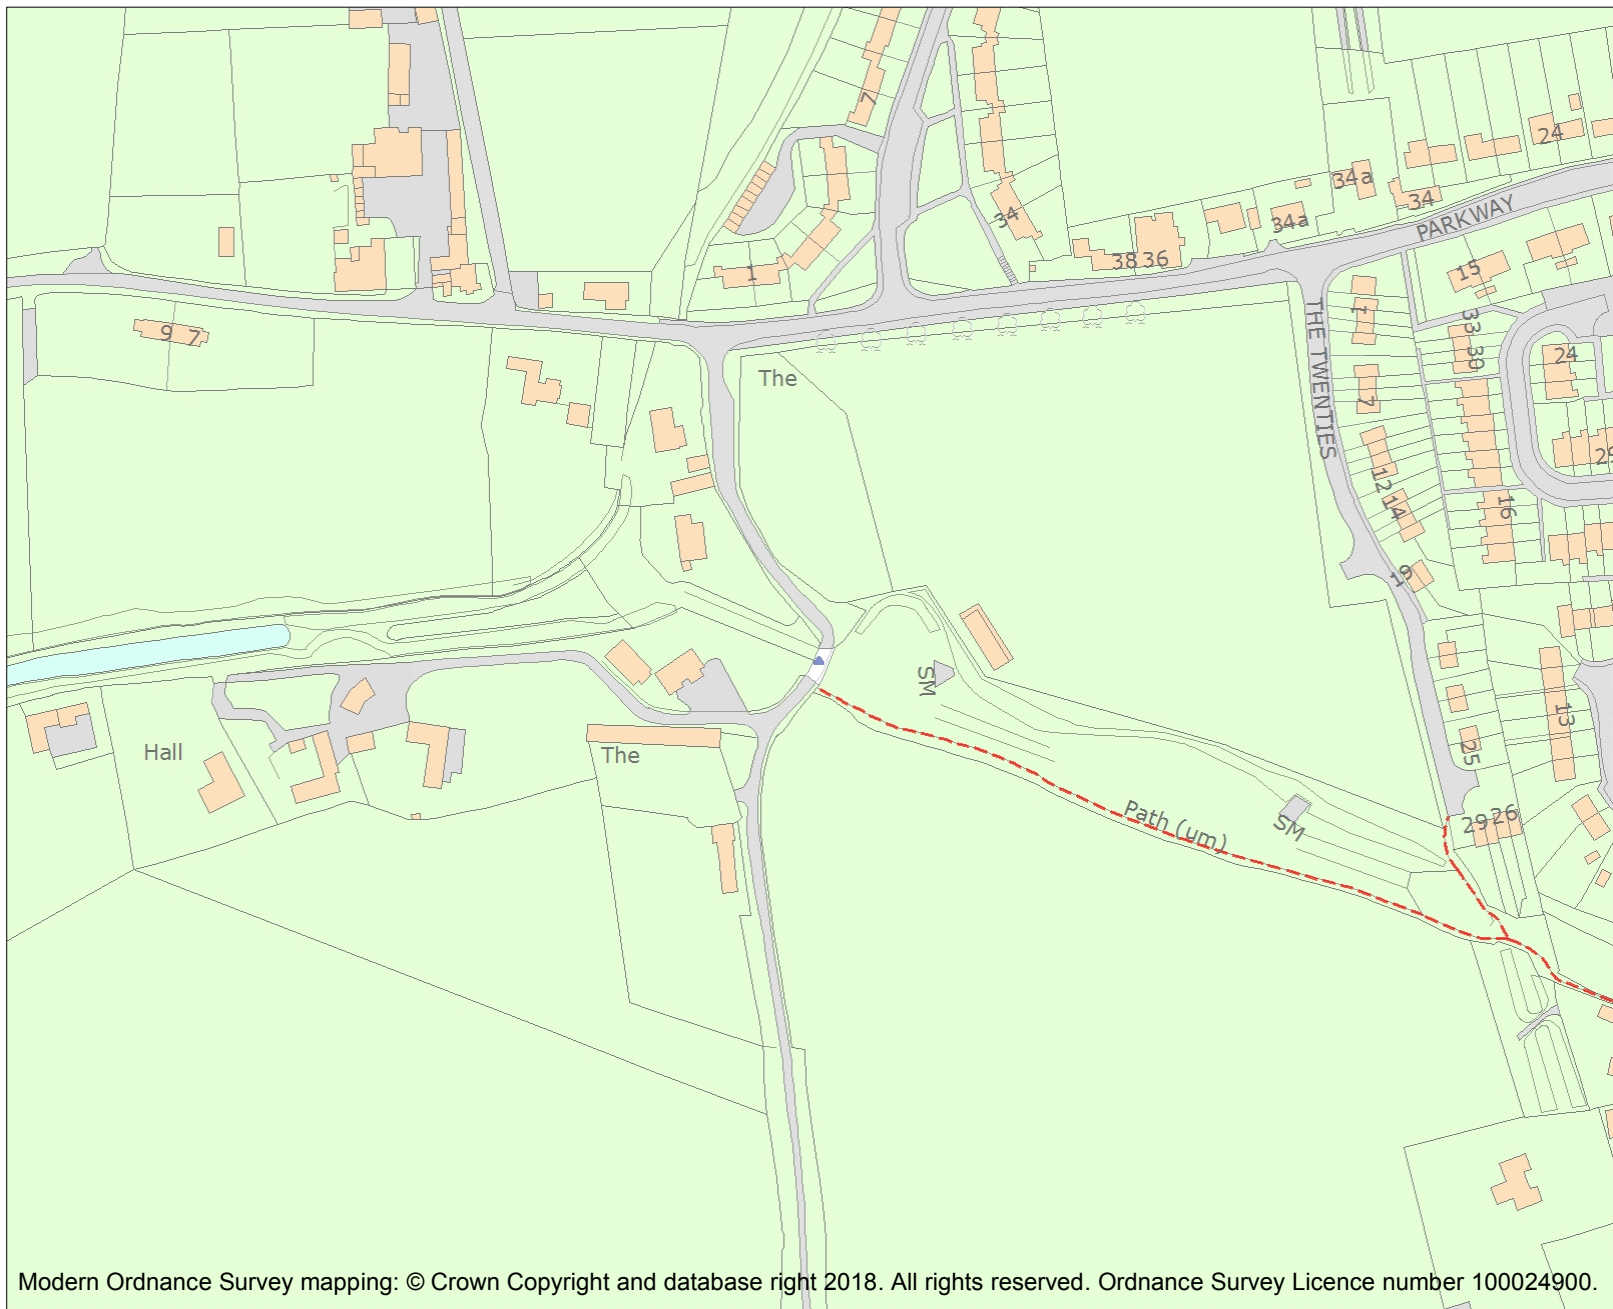 7
24
34a
34
34
34a
PARKWAY
38 36
1
15
9 7
1
THE TWENTIES
33
30
24
The
7
29
12
14
16
19
SM
13
Hall
The
25
Path (um)
SM
29
26
Modern Ordnance Survey mapping: © Crown Copyright and database right 2018. All rights reserved. Ordnance Survey Licence number 100024900.